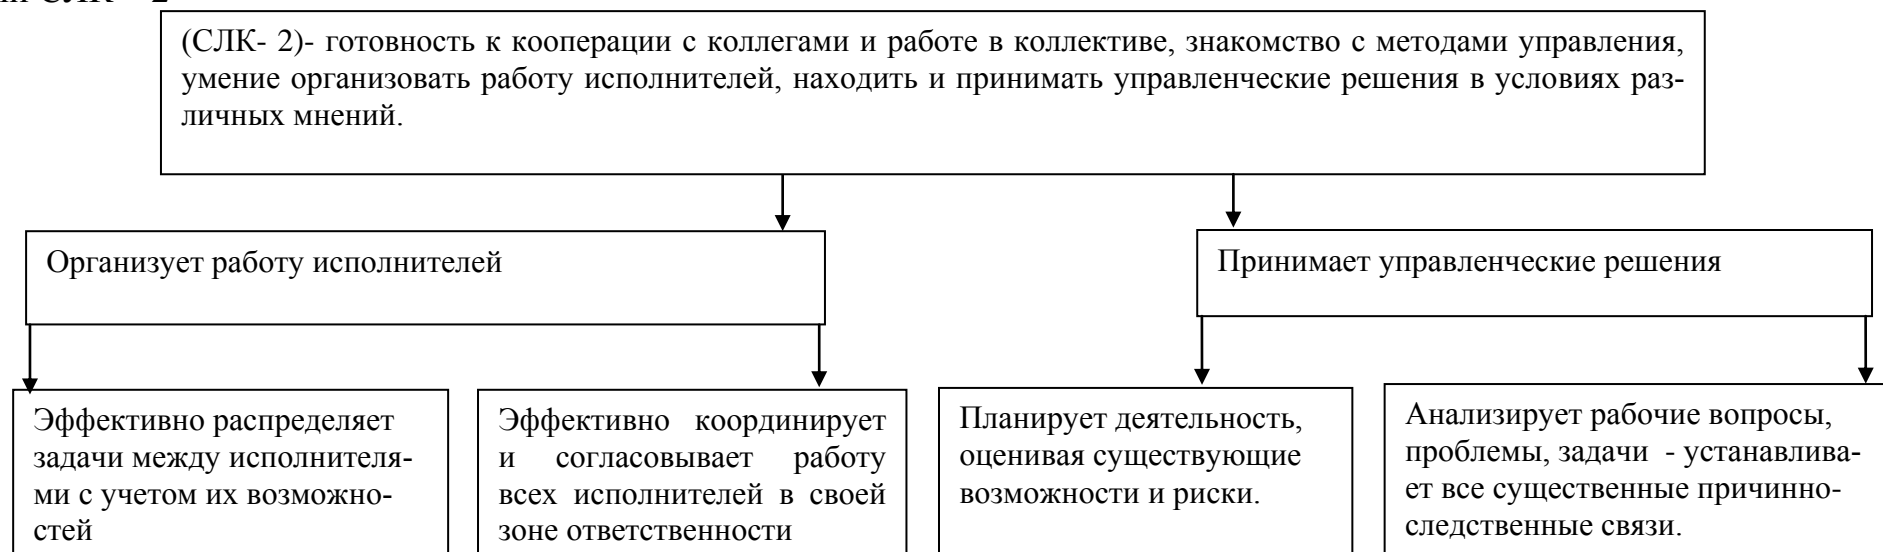 (СЛК- 2)- готовность к кооперации с коллегами и работе в коллективе, знакомство с методами управления,
умение организовать работу исполнителей, находить и принимать управленческие решения в условиях раз-
личных мнений.
Организует работу исполнителей
Принимает управленческие решения
Эффективно распределяет
задачи между исполнителя-
ми с учетом их возможно-
стей
Эффективно координирует
и согласовывает работу
всех исполнителей в своей
зоне ответственности
Планирует деятельность,
оценивая существующие
возможности и риски.
Анализирует рабочие вопросы,
проблемы, задачи - устанавлива-
ет все существенные причинно-
следственные связи.